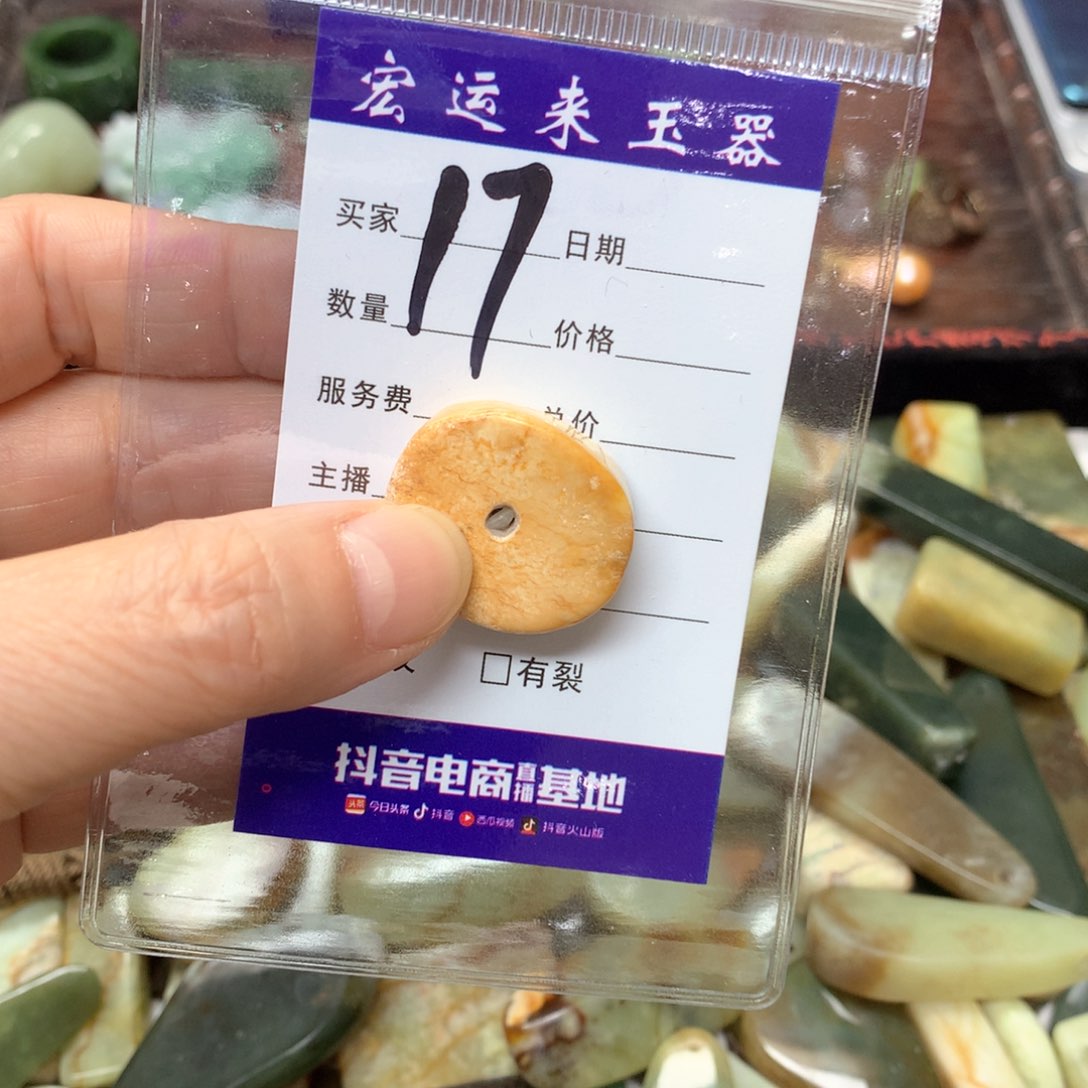 宏运来玉器
17
买家 日期
数量 价格
服务费 总价
主播
□有裂
抖音电商直播基地
头条 今日头条 抖音 西瓜视频 抖音火山版